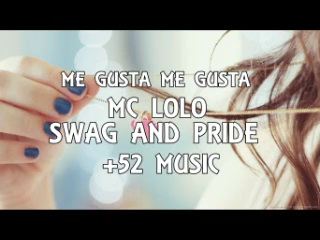 ME GUSTA ME GUSTA
MC LOLO
SWAG AND PRIDE
+52 MUSIC